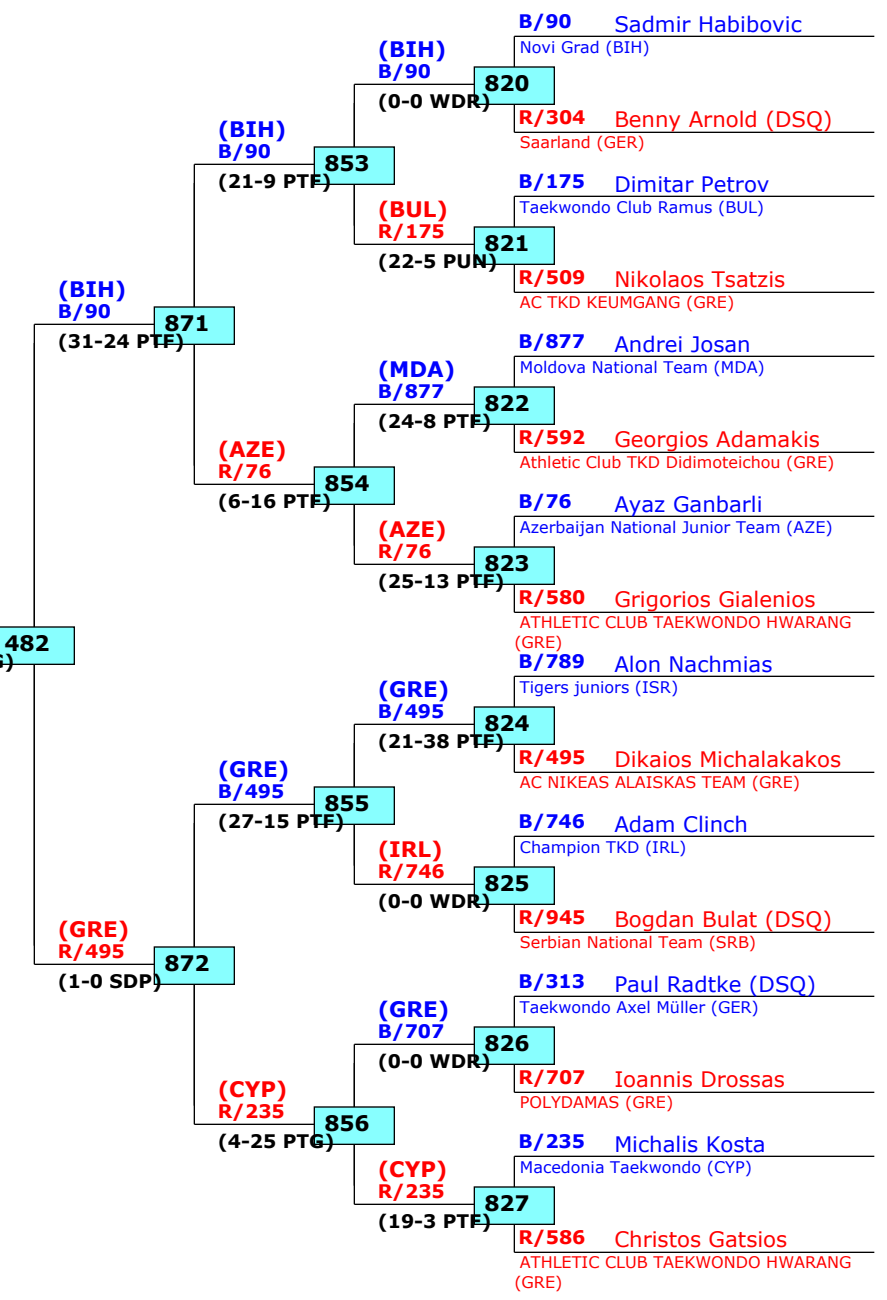 B/90 Sadmir Habibovic
Novi Grad (BIH)
(BIH)
B/90
820
(0-0 WDR)
R/304 Benny Arnold (DSQ)
Saarland (GER)
(BIH)
B/90
853
(21-9 PTF)
B/175 Dimitar Petrov
Taekwondo Club Ramus (BUL)
(BUL)
R/175
821
(22-5 PUN)
R/509 Nikolaos Tsatzis
AC TKD KEUMGANG (GRE)
(BIH)
B/90
871
(31-24 PTF)
B/877 Andrei Josan
Moldova National Team (MDA)
(MDA)
B/877
822
(24-8 PTF)
R/592 Georgios Adamakis
Athletic Club TKD Didimoteichou (GRE)
(AZE)
R/76
854
(6-16 PTF)
B/76 Ayaz Ganbarli
Azerbaijan National Junior Team (AZE)
(AZE)
R/76
823
(25-13 PTF)
R/580 Grigorios Gialenios
ATHLETIC CLUB TAEKWONDO HWARANG
(GRE)
482
B/789 Alon Nachmias
Tigers juniors (ISR)
(GRE)
B/495
824
(21-38 PTF)
R/495 Dikaios Michalakakos
AC NIKEAS ALAISKAS TEAM (GRE)
(GRE)
B/495
855
(27-15 PTF)
B/746 Adam Clinch
Champion TKD (IRL)
(IRL)
R/746
825
(0-0 WDR)
R/945 Bogdan Bulat (DSQ)
Serbian National Team (SRB)
(GRE)
R/495
872
(1-0 SDP)
B/313 Paul Radtke (DSQ)
Taekwondo Axel Müller (GER)
(GRE)
B/707
826
(0-0 WDR)
R/707 Ioannis Drossas
POLYDAMAS (GRE)
(CYP)
R/235
856
(4-25 PTG)
B/235 Michalis Kosta
Macedonia Taekwondo (CYP)
(CYP)
R/235
827
(19-3 PTF)
R/586 Christos Gatsios
ATHLETIC CLUB TAEKWONDO HWARANG
(GRE)